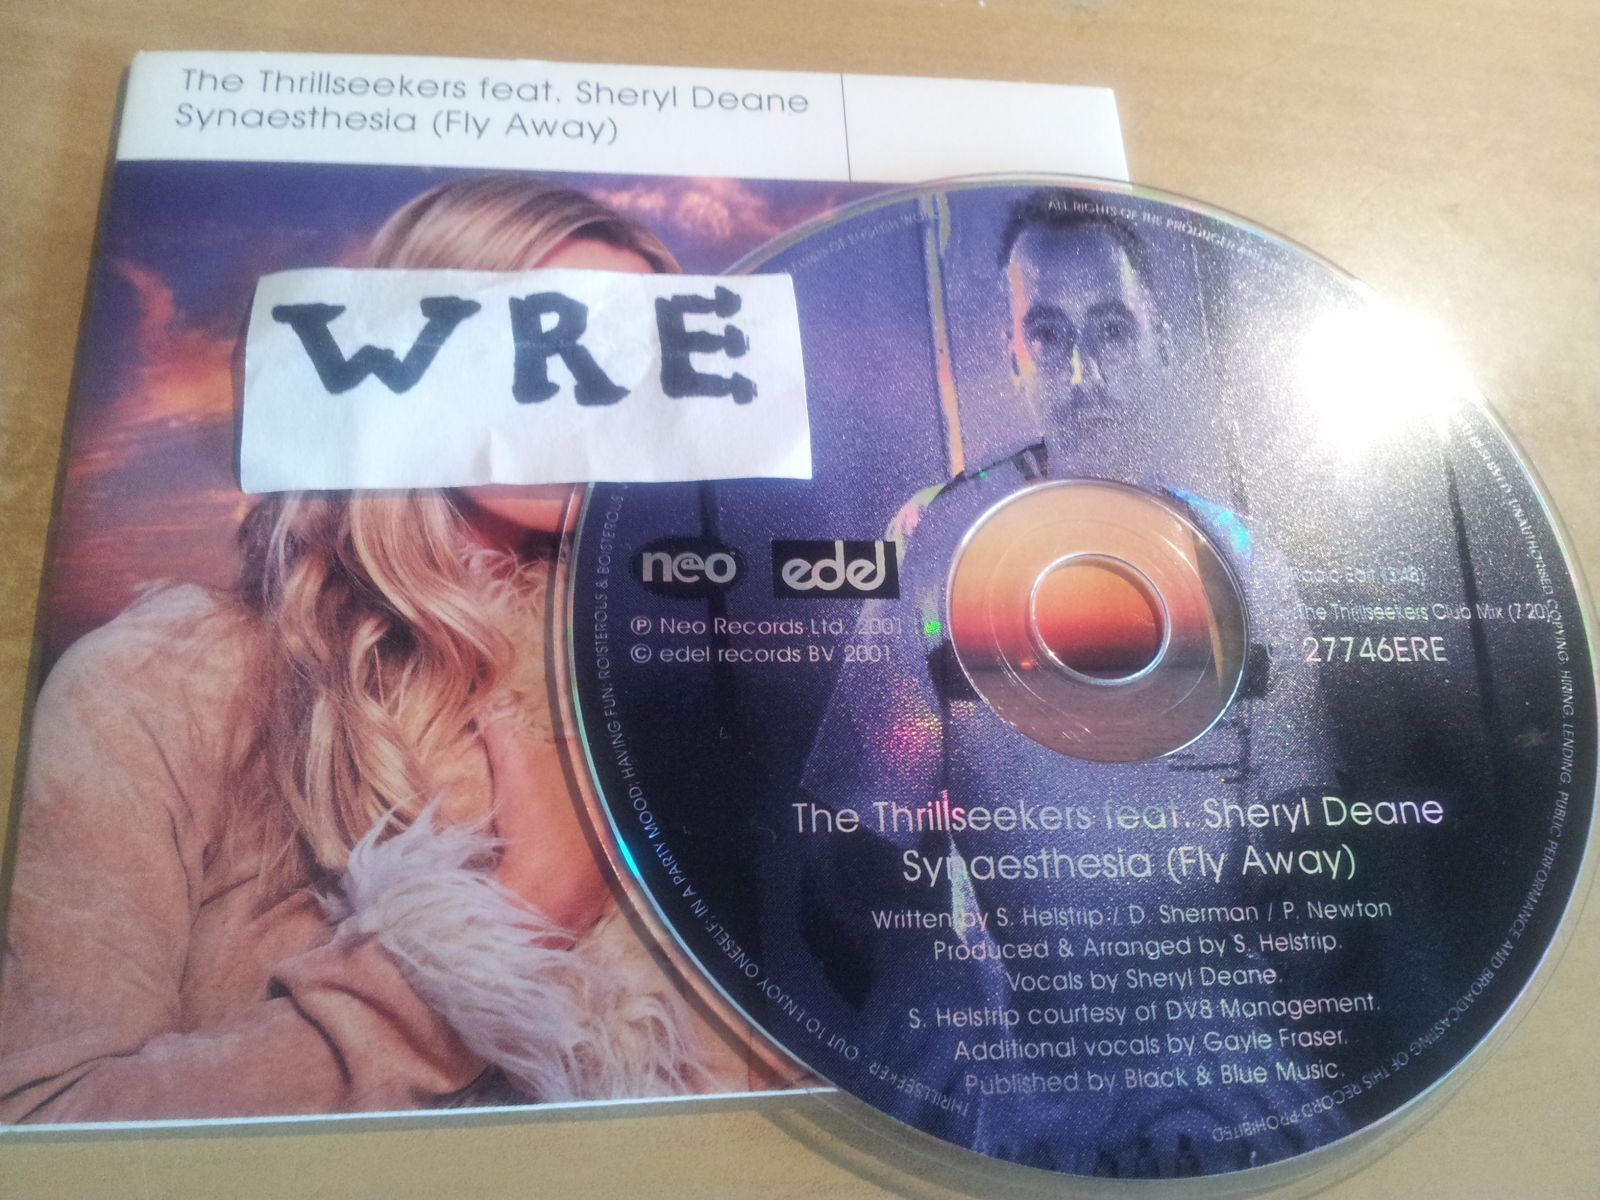 The Thrillseekers feat. Sheryl Deane
Synaesthesia (Fly Away)
WRE
neo
edel
℗ Neo Records Ltd. 2001
© edel records BV 2001
Radio Edit (3:48)
The Thrillseekers Club Mix (7:20)
27746ERE
The Thrillseekers feat. Sheryl Deane
Synaesthesia (Fly Away)
Written by S. Helstrip / D. Sherman / P. Newton
Produced & Arranged by S. Helstrip.
Vocals by Sheryl Deane.
S. Helstrip courtesy of DV8 Management.
Additional vocals by Gayle Fraser.
Published by Black & Blue Music.
ALL RIGHTS OF THE PRODUCER
UNAUTHORISED COPYING, HIRING, LENDING, PUBLIC PERFORMANCE AND BROADCASTING OF THIS RECORD PROHIBITED
THRILLSEEKER: OUT TO ENJOY ONESELF, IN A PARTY MOOD, HAVING FUN, ROISTEROUS & BOISTEROUS